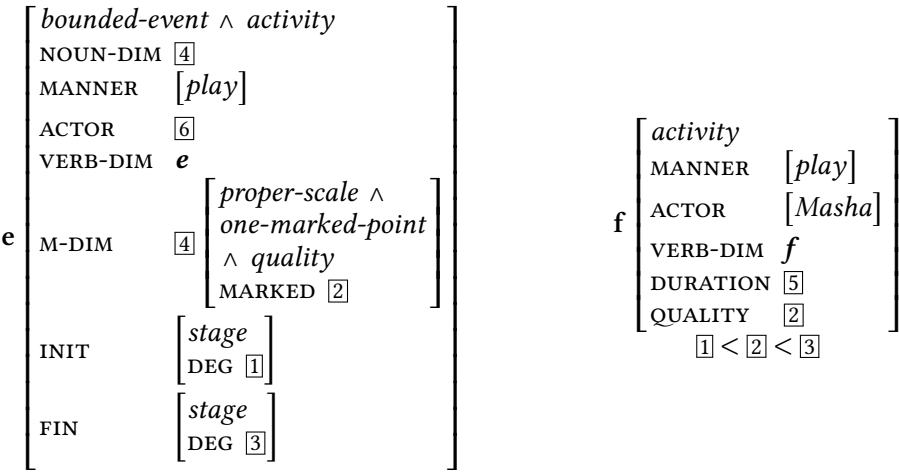 bounded-event ∧ activity
NOUN-DIM 4
MANNER [play]
ACTOR 6
VERB-DIM e
e M-DIM 4 [proper-scale ∧
one-marked-point
∧ quality
MARKED 2]
INIT [stage
DEG 1]
FIN [stage
DEG 3]
activity
MANNER [play]
f ACTOR [Masha]
VERB-DIM f
DURATION 5
QUALITY 2
1 < 2 < 3